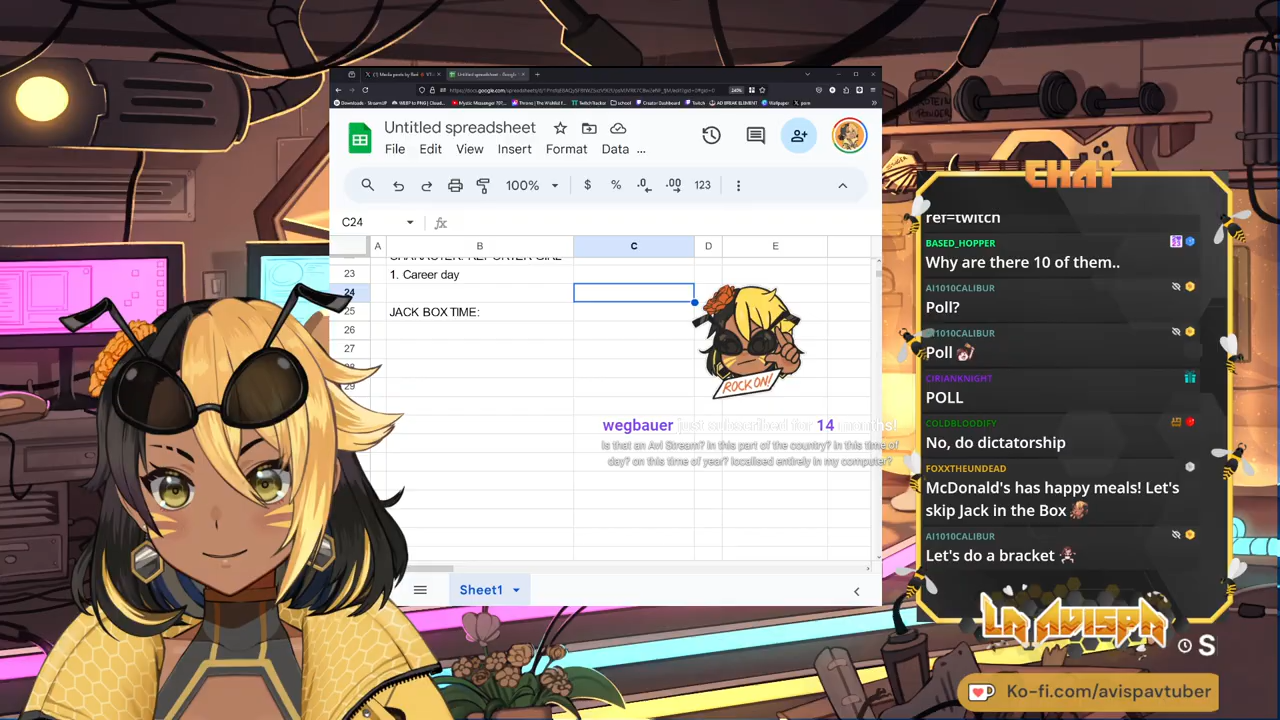 Untitled spreadsheet
File Edit View Insert Format Data ...
100% $ % .0 .00 123
C24
fx
A B C D E
23 1. Career day
24
25 JACK BOX TIME:
26
27
29
ROCK ON!
wegbauer just subscribed for 14 months!
Is that an Avi Stream? In this part of the country? In this time of
day? on this time of year? localised entirely in my computer?
Sheet1
CHAT
ref=twitch
BASED_HOPPER
Why are there 10 of them..
AI1010CALIBUR
Poll?
AI1010CALIBUR
Poll
CIRIANKNIGHT
POLL
COLDBLOODIFY
No, do dictatorship
FOXXTHEUNDEAD
McDonald's has happy meals! Let's
skip Jack in the Box
AI1010CALIBUR
Let's do a bracket
LA AVISPA
S
Ko-fi.com/avispavtuber